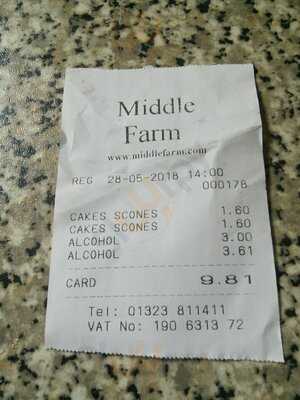 Middle
Farm
www.middlefarm.com
REG 28-05-2018 14:00
000178
CAKES SCONES 1.60
CAKES SCONES 1.60
ALCOHOL 3.00
ALCOHOL 3.61
CARD 9.81
Tel: 01323 811411
VAT No: 190 6313 72